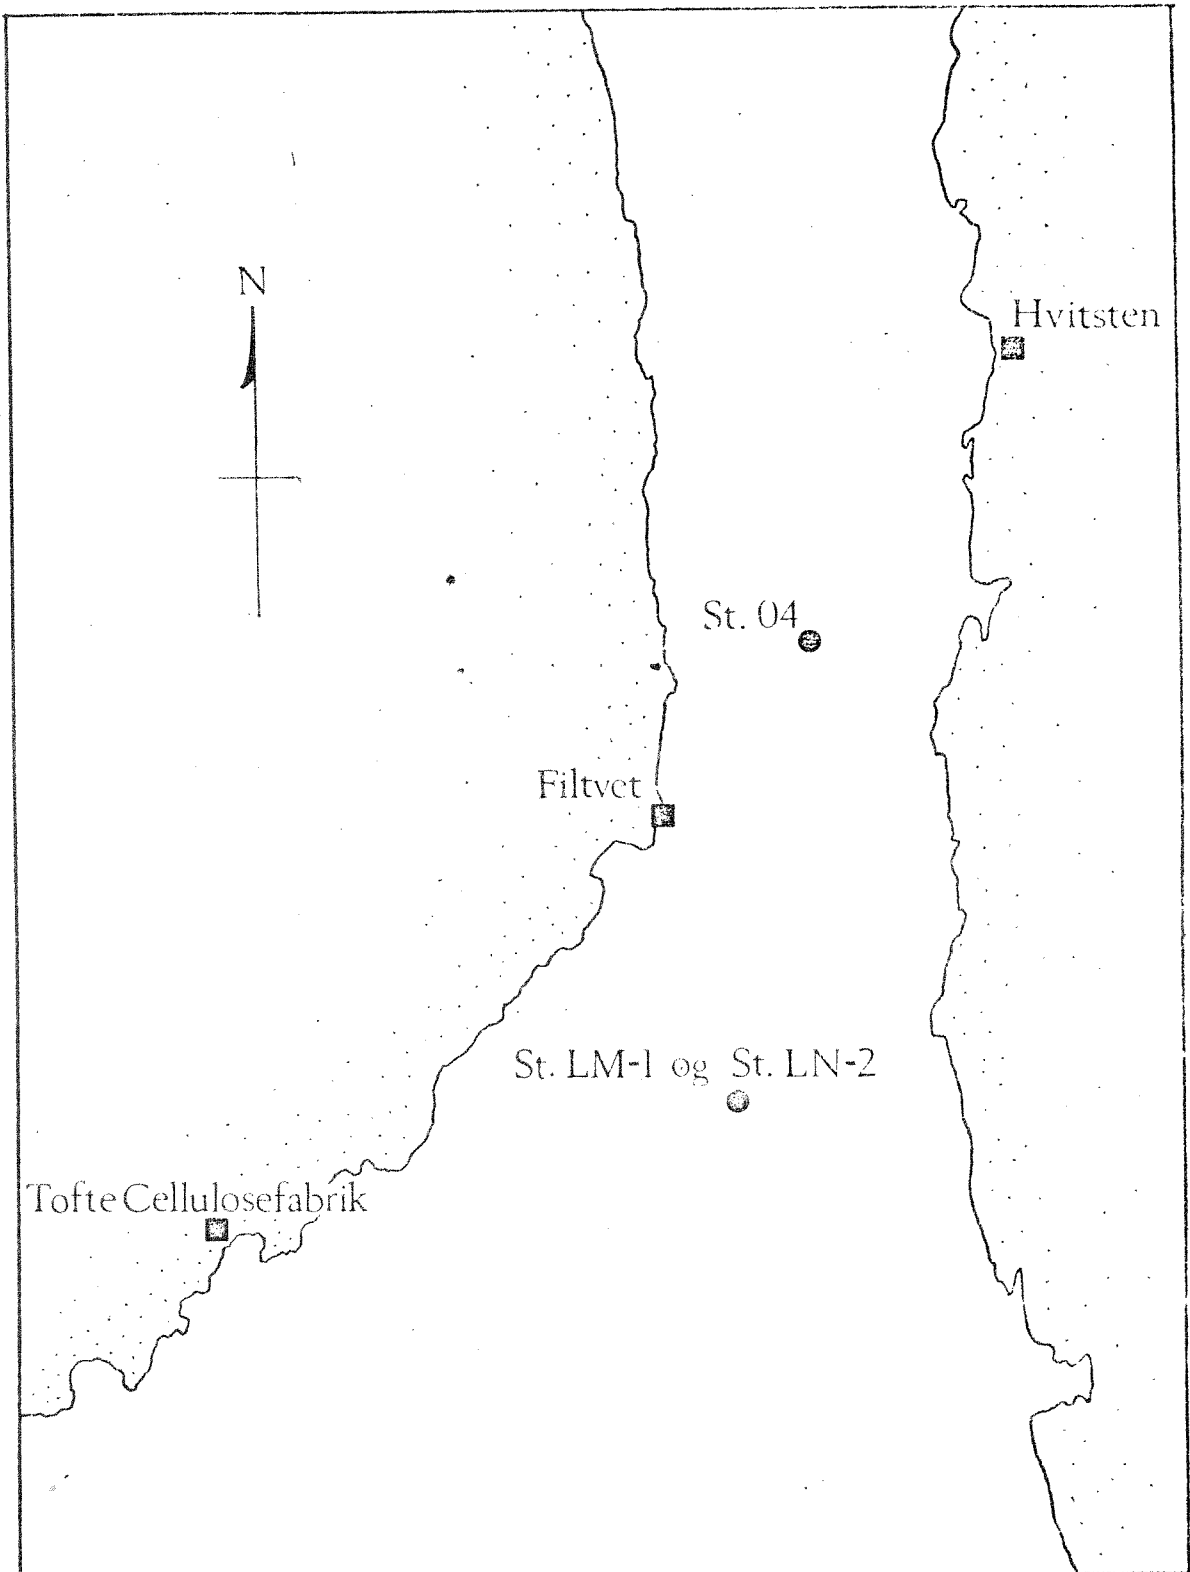 N
Hvitsten
St. 04
Filtvet
St. LM-1 og St. LN-2
Tofte Cellulosefabrik